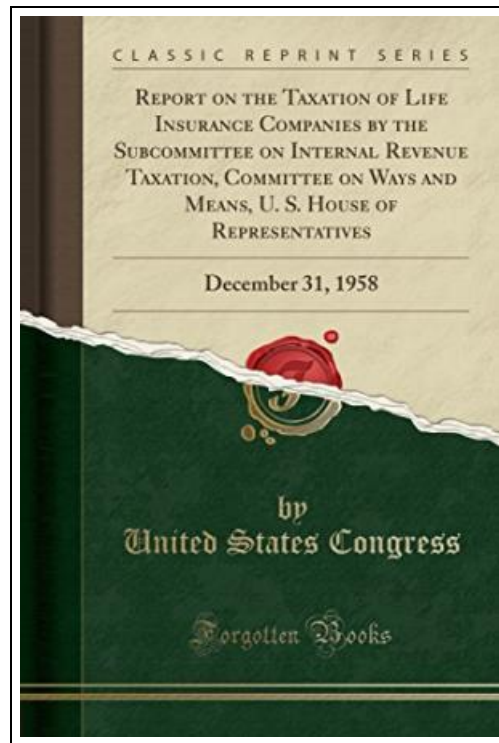 CLASSIC REPRINT SERIES
REPORT ON THE TAXATION OF LIFE
INSURANCE COMPANIES BY THE
SUBCOMMITTEE ON INTERNAL REVENUE
TAXATION, COMMITTEE ON WAYS AND
MEANS, U. S. HOUSE OF
REPRESENTATIVES
December 31, 1958
by
United States Congress
Forgotten Books